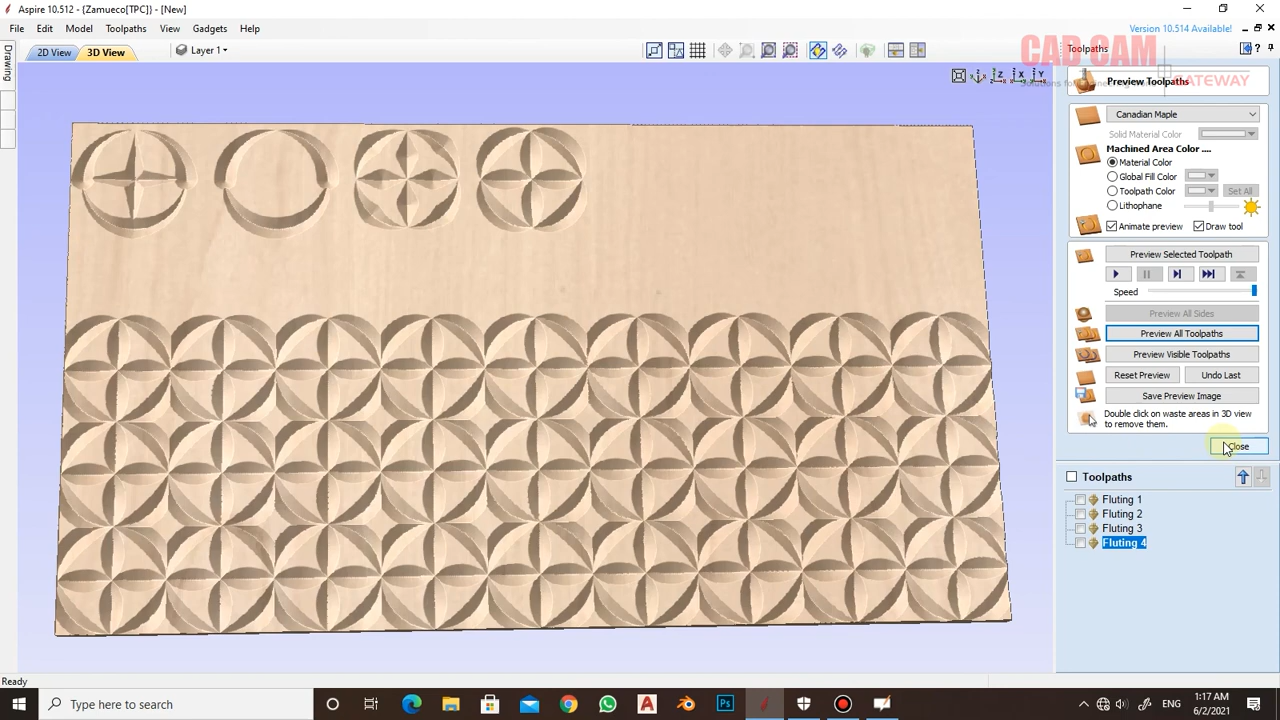 Aspire 10.512 - {Zamueco[TPC]} - [New]
File Edit Model Toolpaths View Gadgets Help
Version 10.514 Available!
2D View 3D View Layer 1
CAD CAM
GATEWAY
Toolpaths
Preview Toolpaths
Drawing
Z X Y
Canadian Maple
Solid Material Color
Machined Area Color ....
Material Color
Global Fill Color
Toolpath Color Set All
Lithophane
Animate preview Draw tool
Preview Selected Toolpath
Speed
Preview All Sides
Preview All Toolpaths
Preview Visible Toolpaths
Reset Preview Undo Last
Save Preview Image
Double click on waste areas in 3D view
to remove them.
Close
Toolpaths
Fluting 1
Fluting 2
Fluting 3
Fluting 4
Ready
Type here to search
ENG
1:17 AM
6/2/2021